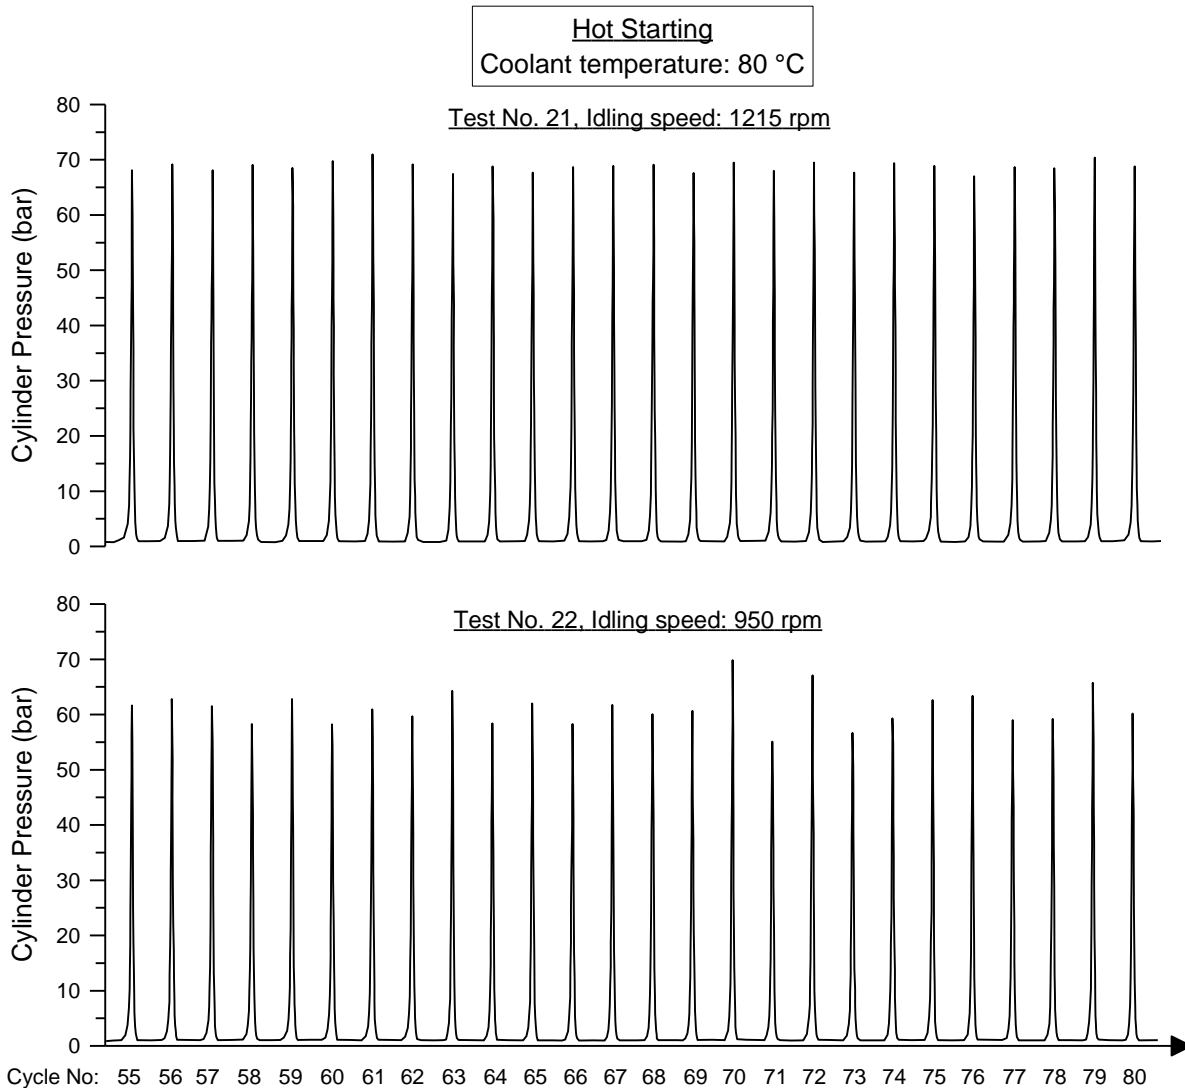 Hot Starting
Coolant temperature: 80 °C
Test No. 21, Idling speed: 1215 rpm
Cylinder Pressure (bar)
80
70
60
50
40
30
20
10
0
Test No. 22, Idling speed: 950 rpm
Cylinder Pressure (bar)
80
70
60
50
40
30
20
10
0
Cycle No: 55 56 57 58 59 60 61 62 63 64 65 66 67 68 69 70 71 72 73 74 75 76 77 78 79 80